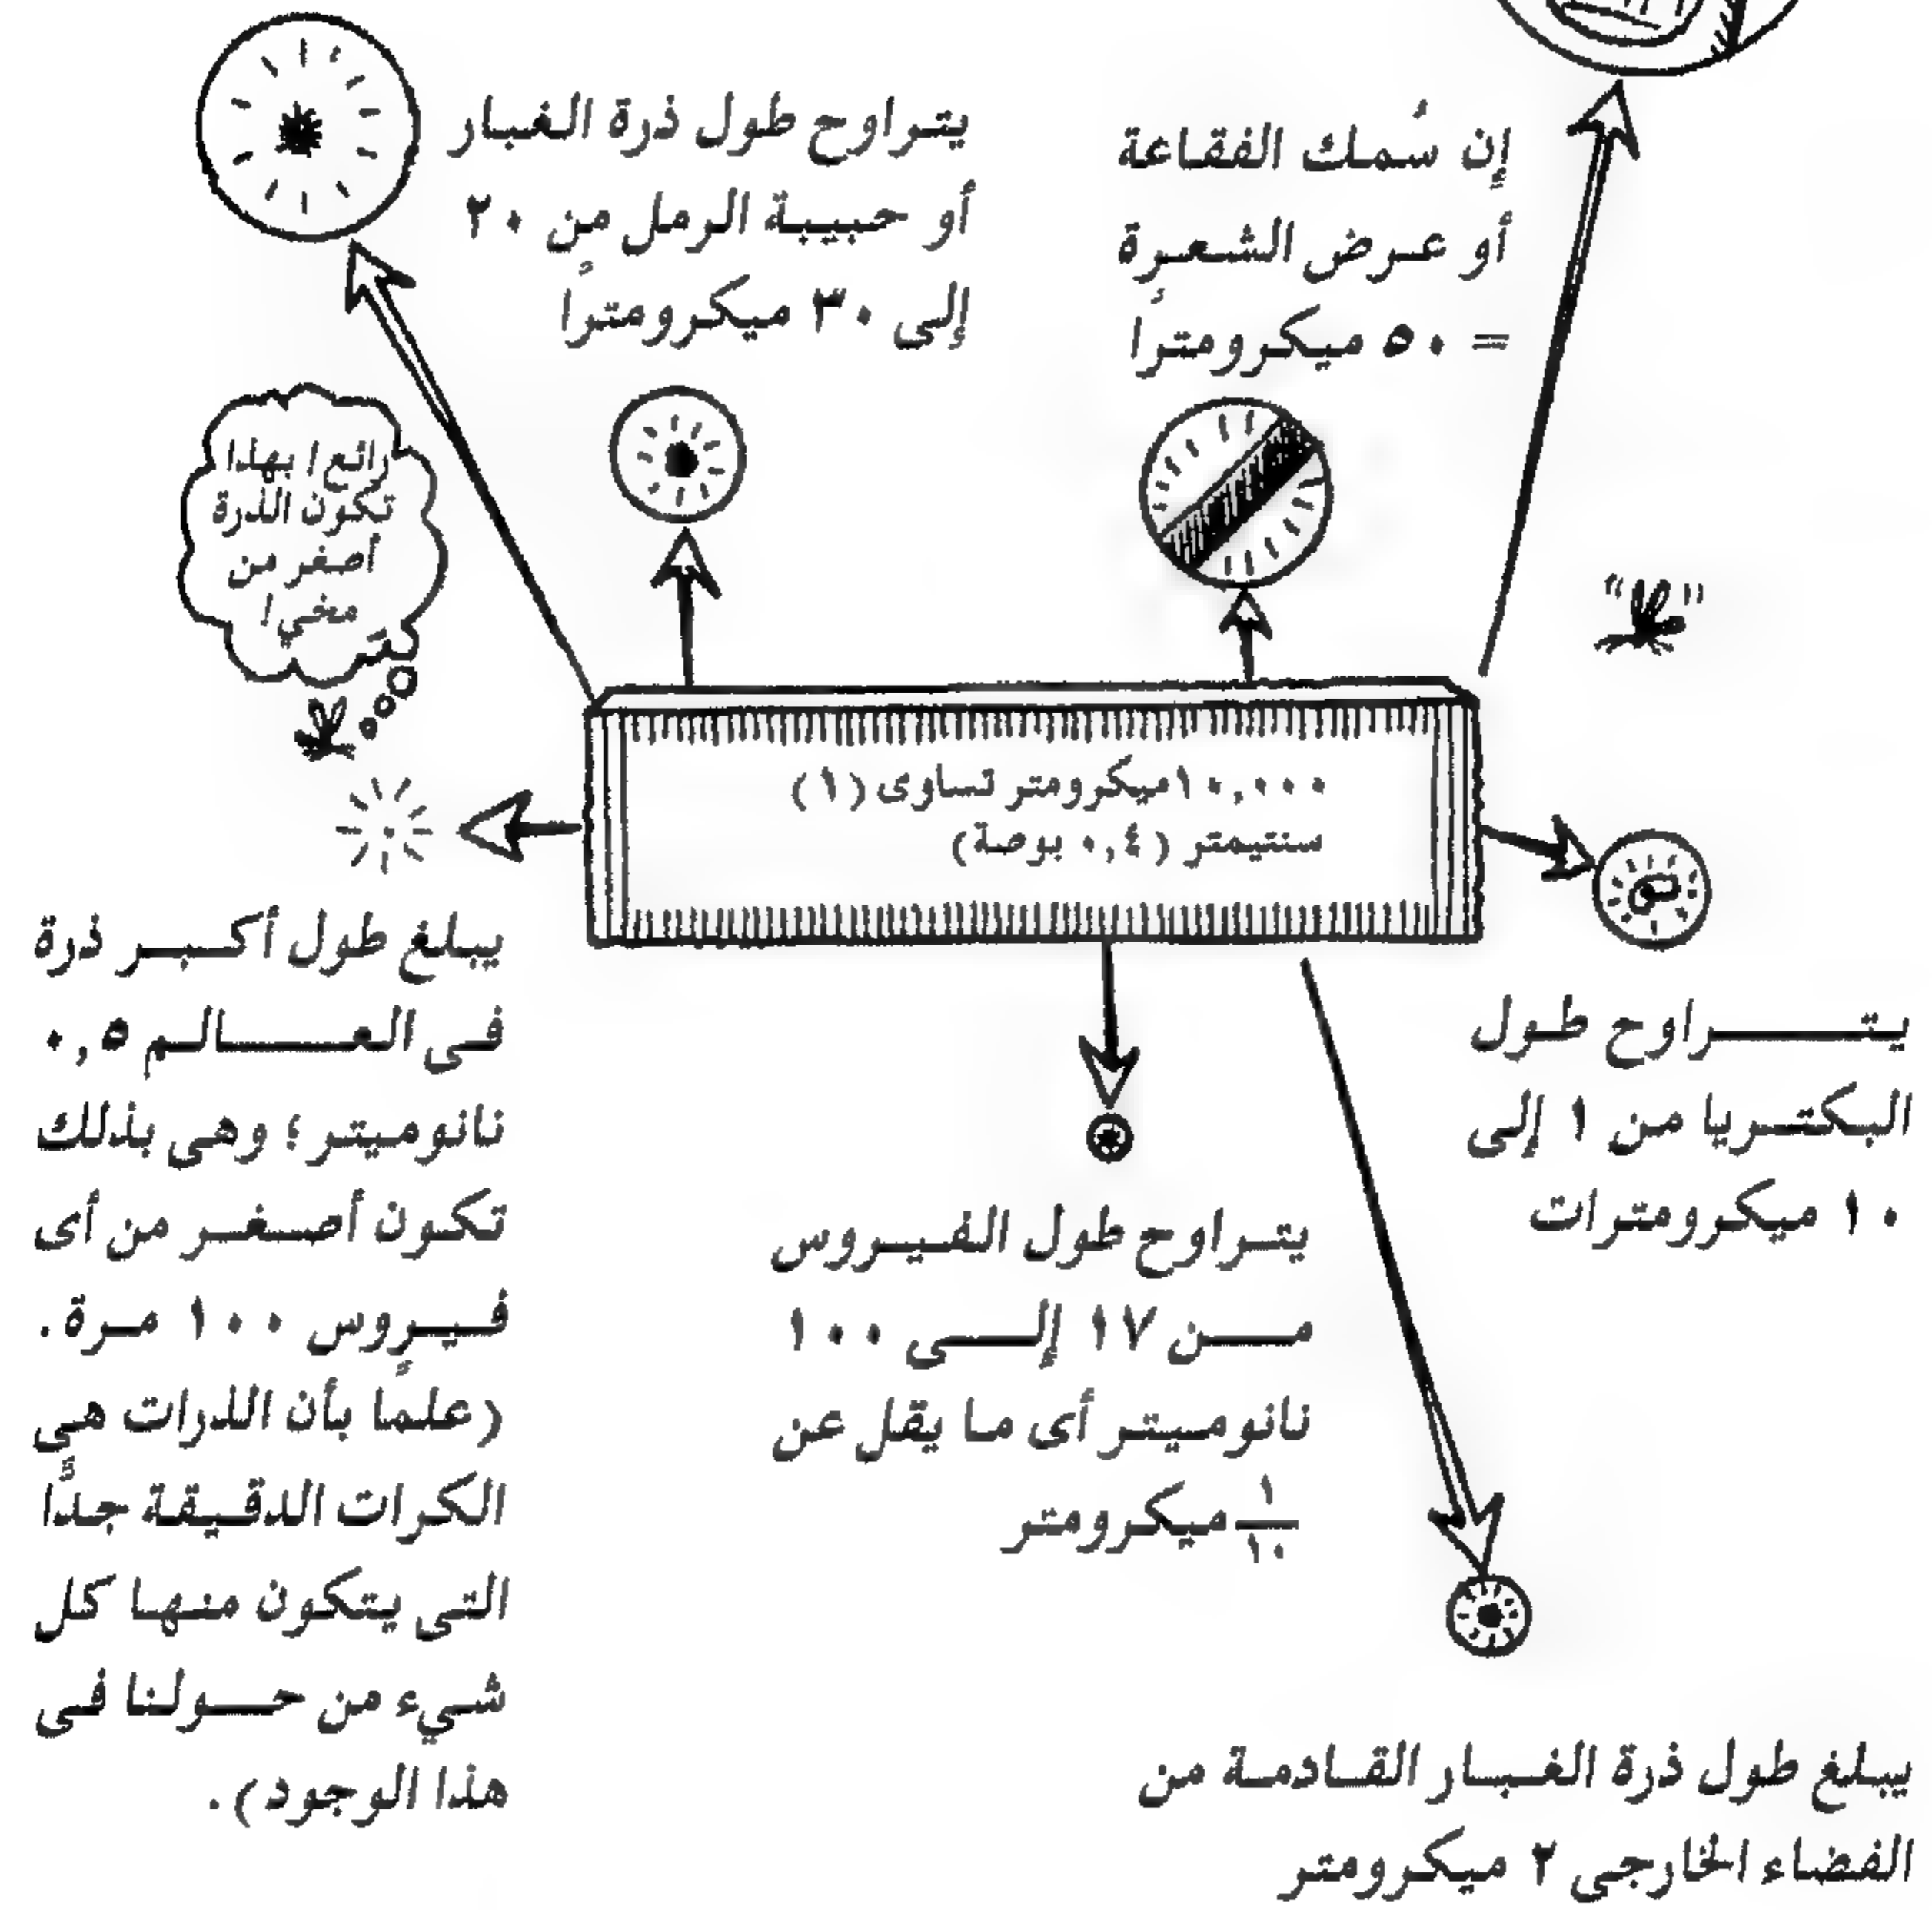 إن سُمك الفقاعة
أو عرض الشعرة
= ٥٠ ميكرومتراً
يتراوح طول ذرة الغبار
أو حبيبة الرمل من ٢٠
إلى ٣٠ ميكرومتراً
رائع! بهذا
تكون الذرة
أصغر من
مخي!
١٠,٠٠٠ ميكرومتر تساوى (١)
سنتيمتر (٠,٤ بوصة)
يتراوح طول
البكتريا من ١ إلى
١٠ ميكرومترات
يتراوح طول الفيروس
من ١٧ إلى ١٠٠
نانوميتر أى ما يقل عن
١/١٠ ميكرومتر
يبلغ طول أكبر ذرة
فى العالم ٠,٥
نانوميتر؛ وهى بذلك
تكون أصغر من أى
فيروس ١٠٠ مرة.
(علمًا بأن الذرات هي
الكرات الدقيقة جدًا
التى يتكون منها كل
شيء من حولنا فى
هذا الوجود).
يبلغ طول ذرة الغبار القادمة من
الفضاء الخارجى ٢ ميكرومتر